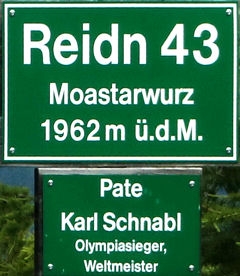 Reidn 43
Moastarwurz
1962 m ü.d.M.
Pate
Karl Schnabl
Olympiasieger,
Weltmeister